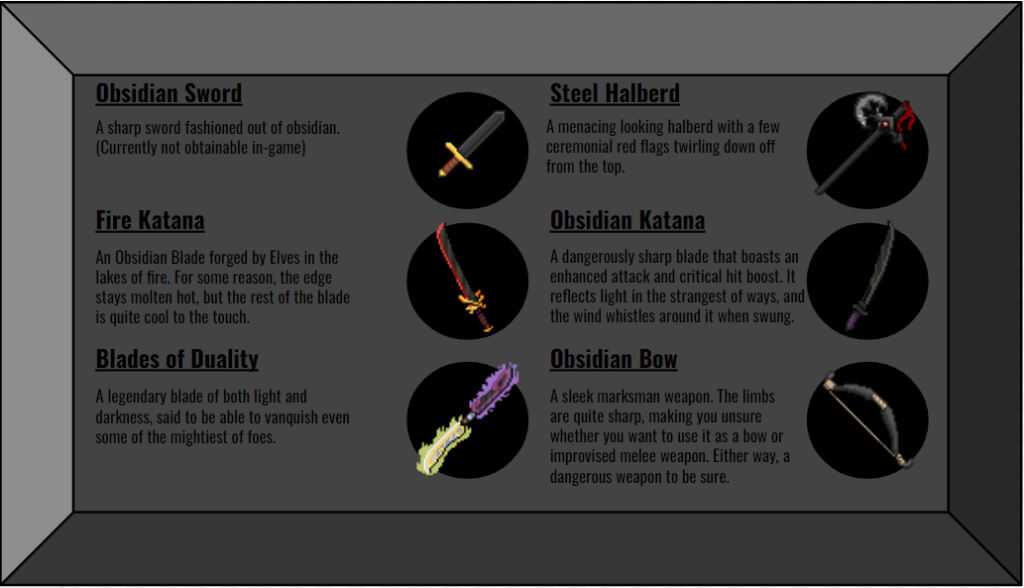 Obsidian Sword
A sharp sword fashioned out of obsidian.
(Currently not obtainable in-game)
Steel Halberd
A menacing looking halberd with a few
ceremonial red flags twirling down off
from the top.
Fire Katana
An Obsidian Blade forged by Elves in the
lakes of fire. For some reason, the edge
stays molten hot, but the rest of the blade
is quite cool to the touch.
Obsidian Katana
A dangerously sharp blade that boasts an
enhanced attack and critical hit boost. It
reflects light in the strangest of ways, and
the wind whistles around it when swung.
Blades of Duality
A legendary blade of both light and
darkness, said to be able to vanquish even
some of the mightiest of foes.
Obsidian Bow
A sleek marksman weapon. The limbs
are quite sharp, making you unsure
whether you want to use it as a bow or
improvised melee weapon. Either way, a
dangerous weapon to be sure.